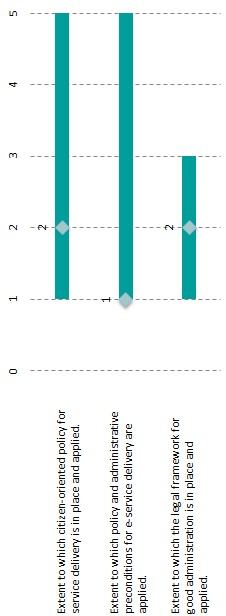 5
4
3
2
1
0
2
1
2
Extent to which citizen-oriented policy for
service delivery is in place and applied.
Extent to which policy and administrative
preconditions for e-service delivery are
applied.
Extent to which the legal framework for
good administration is in place and
applied.